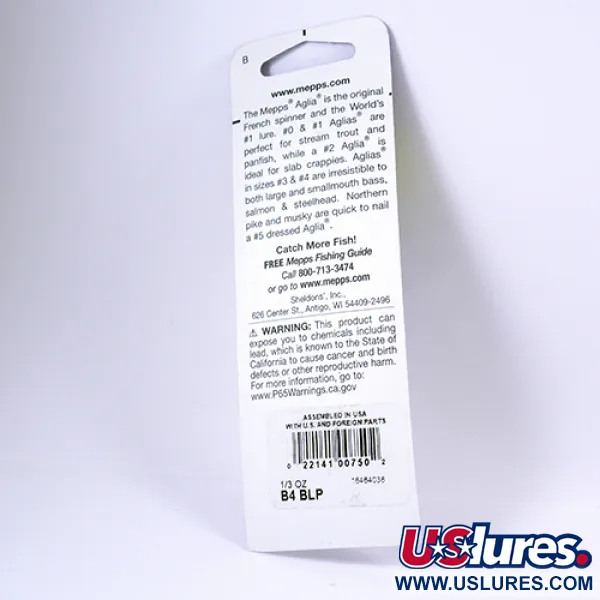 B
www.mepps.com
The Mepps® Aglia® is the original
French spinner and the World's
#1 lure. #0 & #1 Aglias® are
perfect for stream trout and
panfish, while a #2 Aglia® is
ideal for slab crappies. Aglias®
in sizes #3 & #4 are irresistible to
both large and smallmouth bass,
salmon & steelhead. Northern
pike and musky are quick to nail
a #5 dressed Aglia®.
Catch More Fish!
FREE Mepps Fishing Guide
Call 800-713-3474
or go to www.mepps.com
Sheldons', Inc.,
626 Center St., Antigo, WI 54409-2496
⚠ WARNING: This product can
expose you to chemicals including
lead, which is known to the State of
California to cause cancer and birth
defects or other reproductive harm.
For more information, go to:
www.P65Warnings.ca.gov
ASSEMBLED IN USA
WITH U.S. AND FOREIGN PARTS
0 22141 00750 2
1/3 OZ 16464036
B4 BLP
USlures.
WWW.USLURES.COM